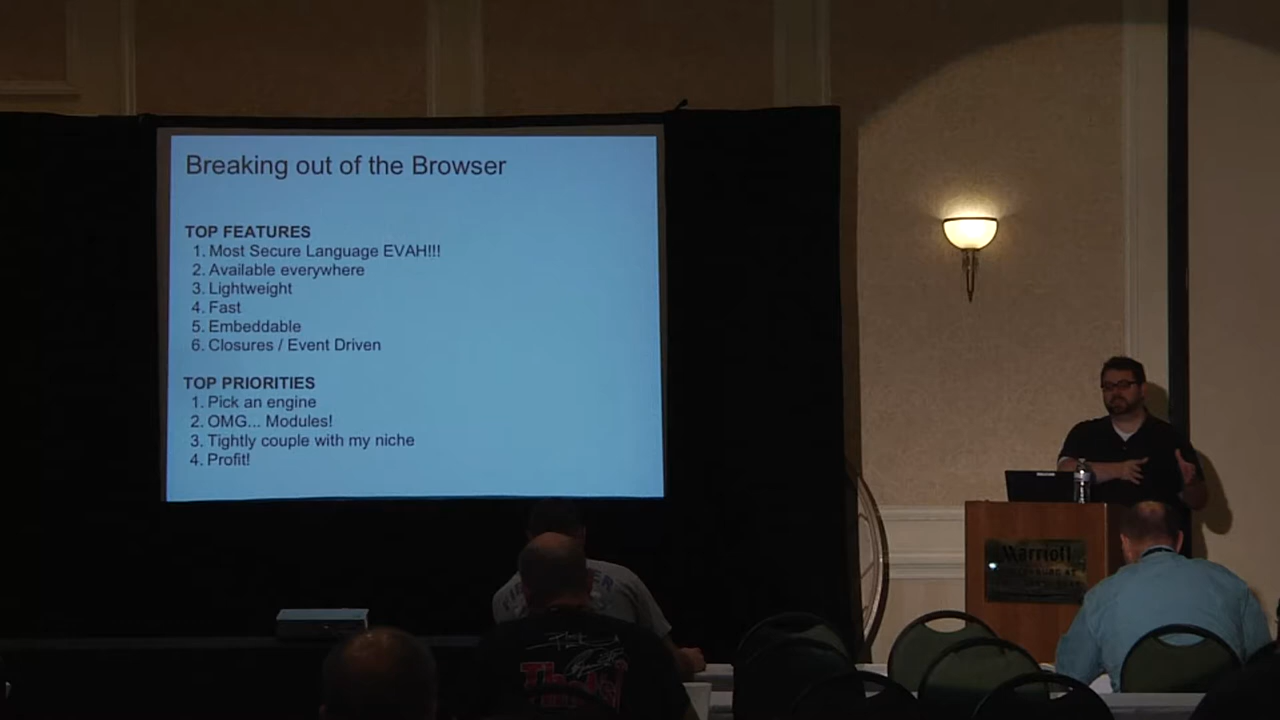 Breaking out of the Browser
TOP FEATURES
1. Most Secure Language EVAH!!!
2. Available everywhere
3. Lightweight
4. Fast
5. Embeddable
6. Closures / Event Driven
TOP PRIORITIES
1. Pick an engine
2. OMG... Modules!
3. Tightly couple with my niche
4. Profit!
Marriott